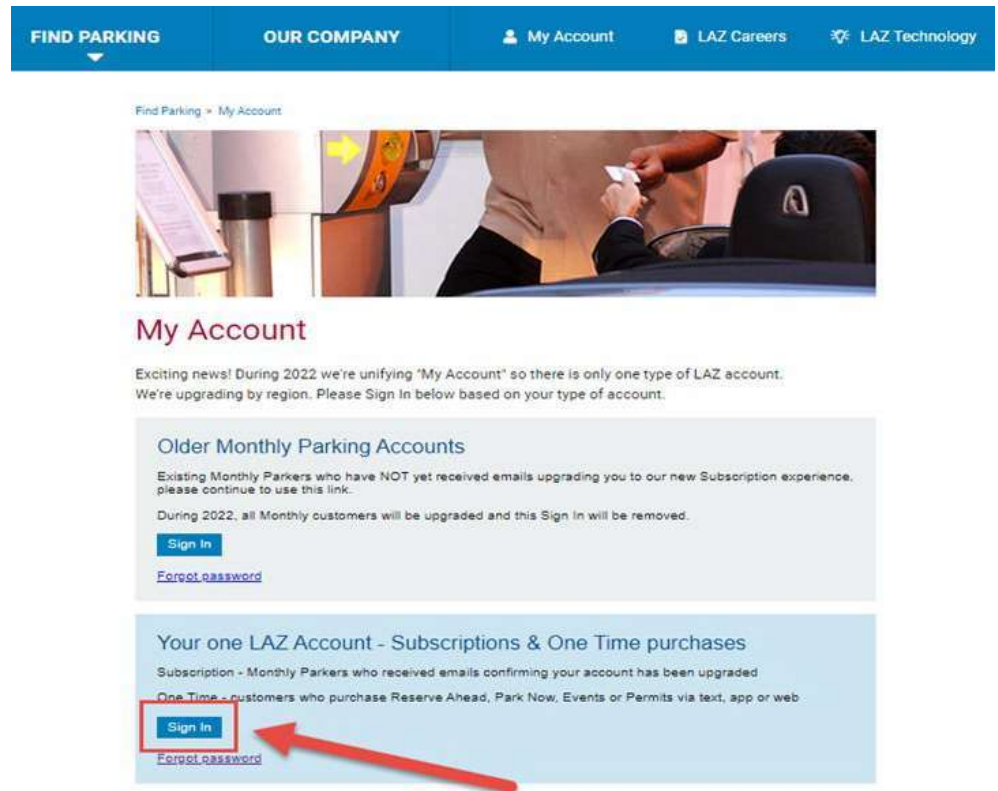 FIND PARKING
OUR COMPANY
My Account
LAZ Careers
LAZ Technology
Find Parking » My Account
My Account
Exciting news! During 2022 we're unifying "My Account" so there is only one type of LAZ account.
We're upgrading by region. Please Sign In below based on your type of account.
Older Monthly Parking Accounts
Existing Monthly Parkers who have NOT yet received emails upgrading you to our new Subscription experience,
please continue to use this link.
During 2022, all Monthly customers will be upgraded and this Sign In will be removed.
Sign In
Forgot password
Your one LAZ Account - Subscriptions & One Time purchases
Subscription - Monthly Parkers who received emails confirming your account has been upgraded
One Time - customers who purchase Reserve Ahead, Park Now, Events or Permits via text, app or web
Sign In
Forgot password